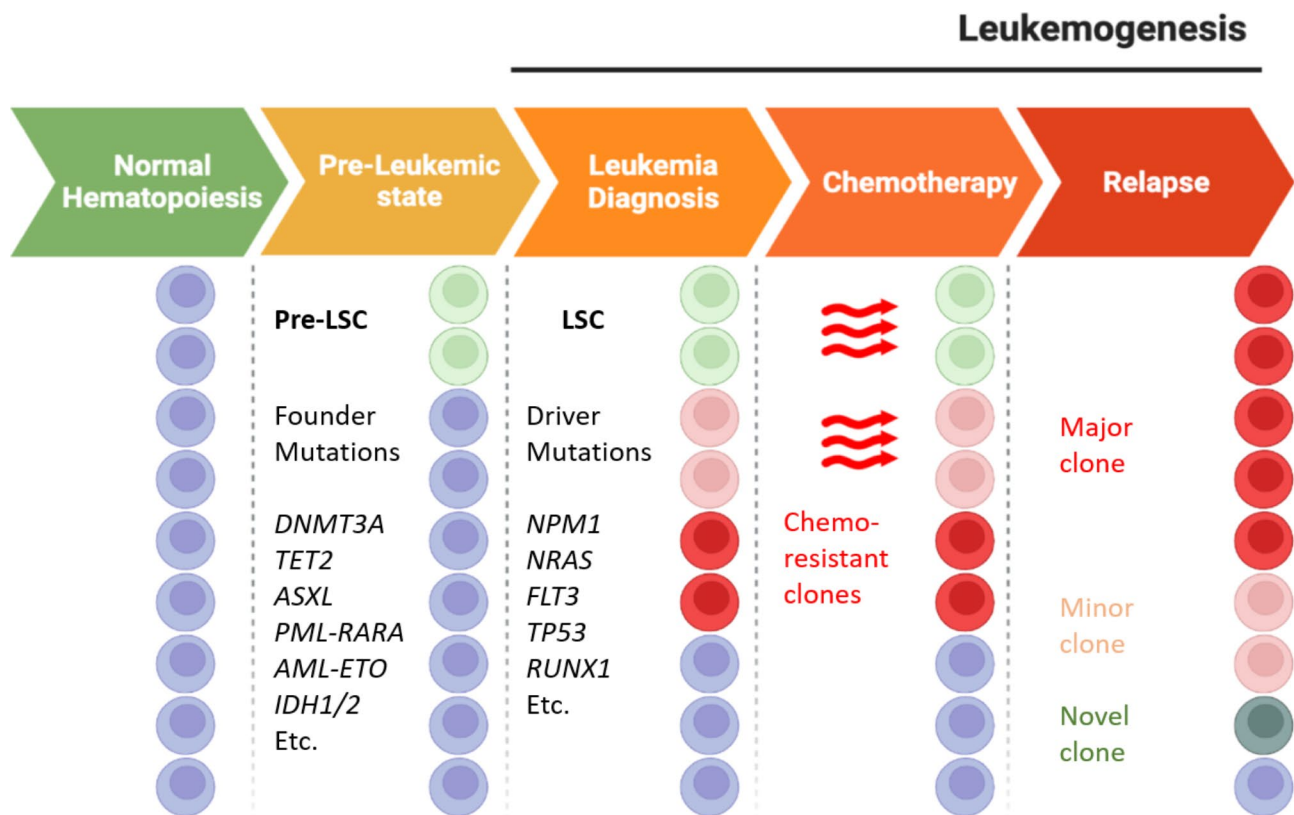 Leukemogenesis
Normal
Hematopoiesis
Pre-Leukemic
state
Leukemia
Diagnosis
Chemotherapy
Relapse
Pre-LSC
Founder
Mutations
DNMT3A
TET2
ASXL
PML-RARA
AML-ETO
IDH1/2
Etc.
LSC
Driver
Mutations
NPM1
NRAS
FLT3
TP53
RUNX1
Etc.
Chemo-
resistant
clones
Major
clone
Minor
clone
Novel
clone